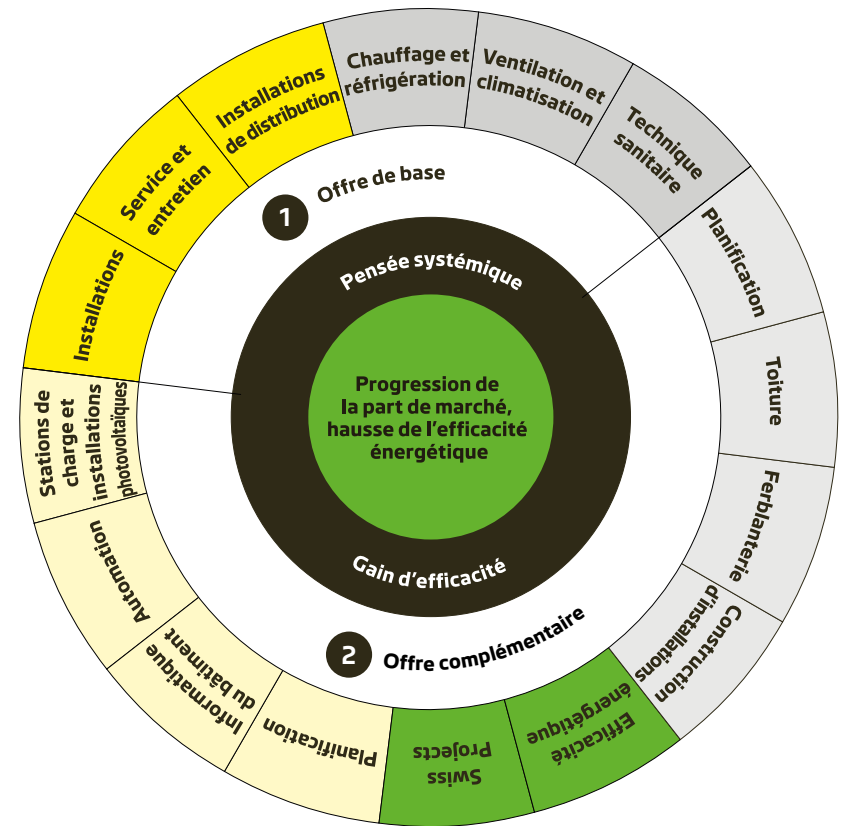 Installations
Service et
entretien
Installations
de distribution
Chauffage et
réfrigération
Ventilation et
climatisation
Technique
sanitaire
Planification
Toiture
Ferblanterie
Construction
d'installations
Efficacité
énergétique
Swiss
Projects
Planification
Informatique
du bâtiment
Automation
Stations de
charge et
installations
photovoltaïques
1 Offre de base
Pensée systémique
Progression de
la part de marché,
hausse de l'efficacité
énergétique
Gain d'efficacité
2 Offre complémentaire